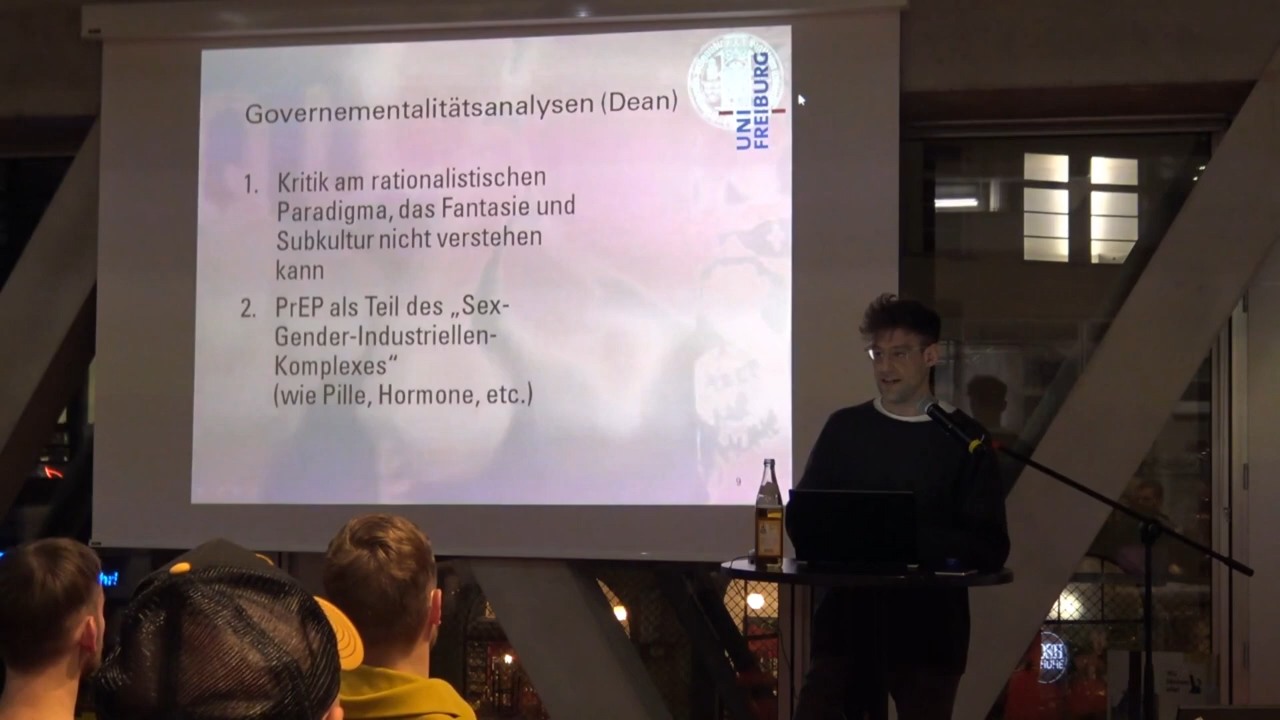 Governementalitätsanalysen (Dean)
UNI
FREIBURG
1. Kritik am rationalistischen
Paradigma, das Fantasie und
Subkultur nicht verstehen
kann
2. PrEP als Teil des „Sex-
Gender-Industriellen-
Komplexes“
(wie Pille, Hormone, etc.)
9